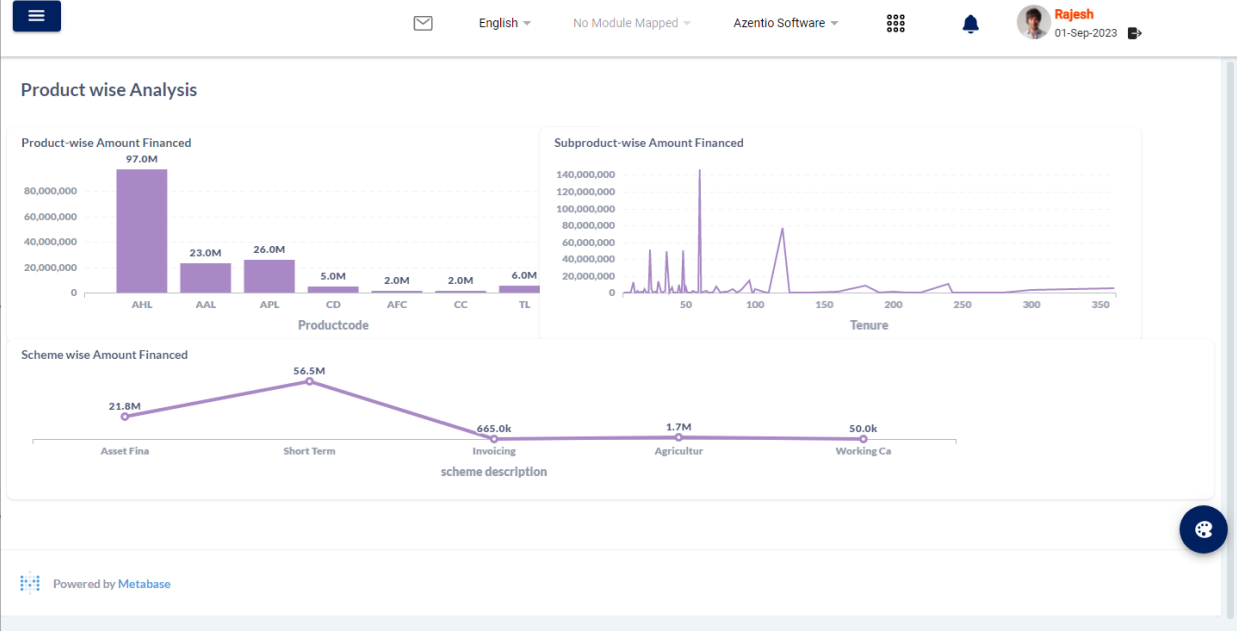 English
No Module Mapped
Azentio Software
Rajesh
01-Sep-2023
Product wise Analysis
Product-wise Amount Financed
97.0M
80,000,000
60,000,000
40,000,000
20,000,000
0
23.0M
26.0M
5.0M
2.0M
2.0M
6.0M
AHL
AAL
APL
CD
AFC
CC
TL
Productcode
Subproduct-wise Amount Financed
140,000,000
120,000,000
100,000,000
80,000,000
60,000,000
40,000,000
20,000,000
0
50
100
150
200
250
300
350
Tenure
Scheme wise Amount Financed
21.8M
56.5M
665.0k
1.7M
50.0k
Asset Fina
Short Term
Invoicing
Agricultur
Working Ca
scheme description
Powered by Metabase